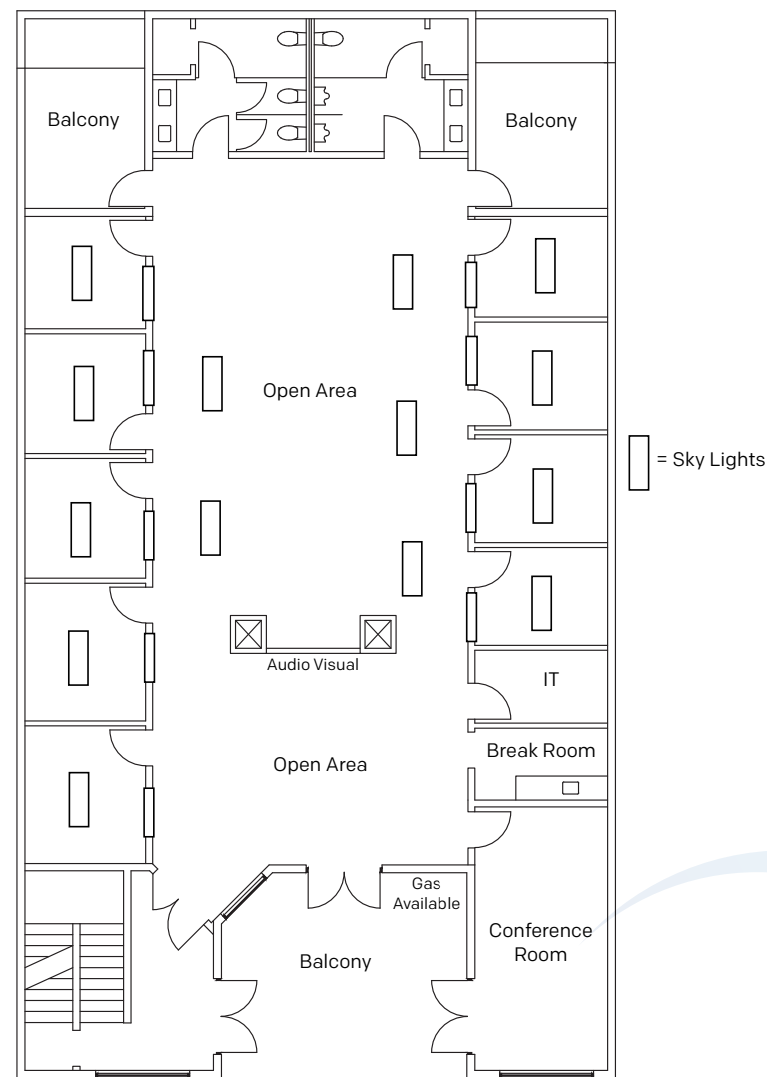 Balcony
Balcony
Open Area
= Sky Lights
Audio Visual
IT
Break Room
Open Area
Gas
Available
Conference
Room
Balcony